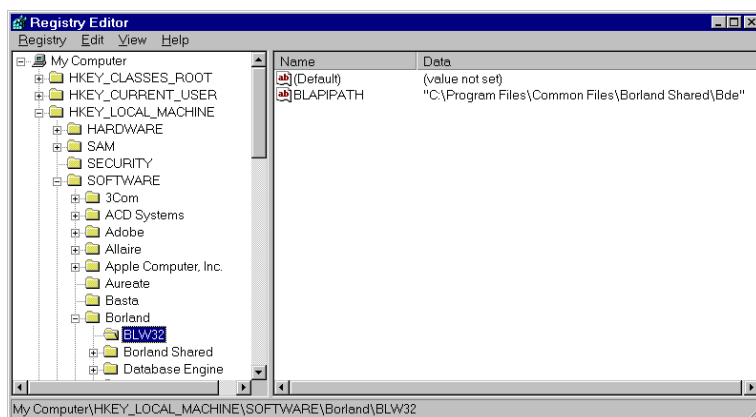 Registry Editor
Registry Edit View Help
My Computer
HKEY_CLASSES_ROOT
HKEY_CURRENT_USER
HKEY_LOCAL_MACHINE
HARDWARE
SAM
SECURITY
SOFTWARE
3Com
ACD Systems
Adobe
Allaire
Apple Computer, Inc.
Aureate
Basta
Borland
BLW32
Borland Shared
Database Engine
Name Data
ab (Default) (value not set)
ab BLAPIPATH "C:\Program Files\Common Files\Borland Shared\Bde"
My Computer\HKEY_LOCAL_MACHINE\SOFTWARE\Borland\BLW32